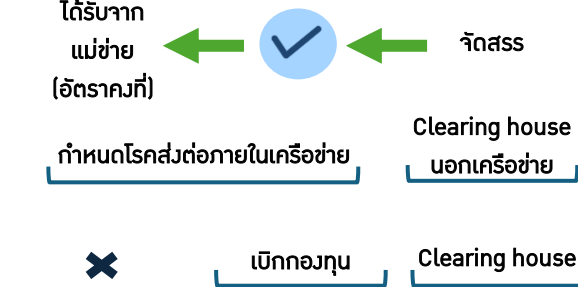 ได้รับจาก
แม่ข่าย
(อัตราคงที่)
จัดสรร
กำหนดโรคส่งต่อภายในเครือข่าย
Clearing house
นอกเครือข่าย
เบิกกองทุน
Clearing house